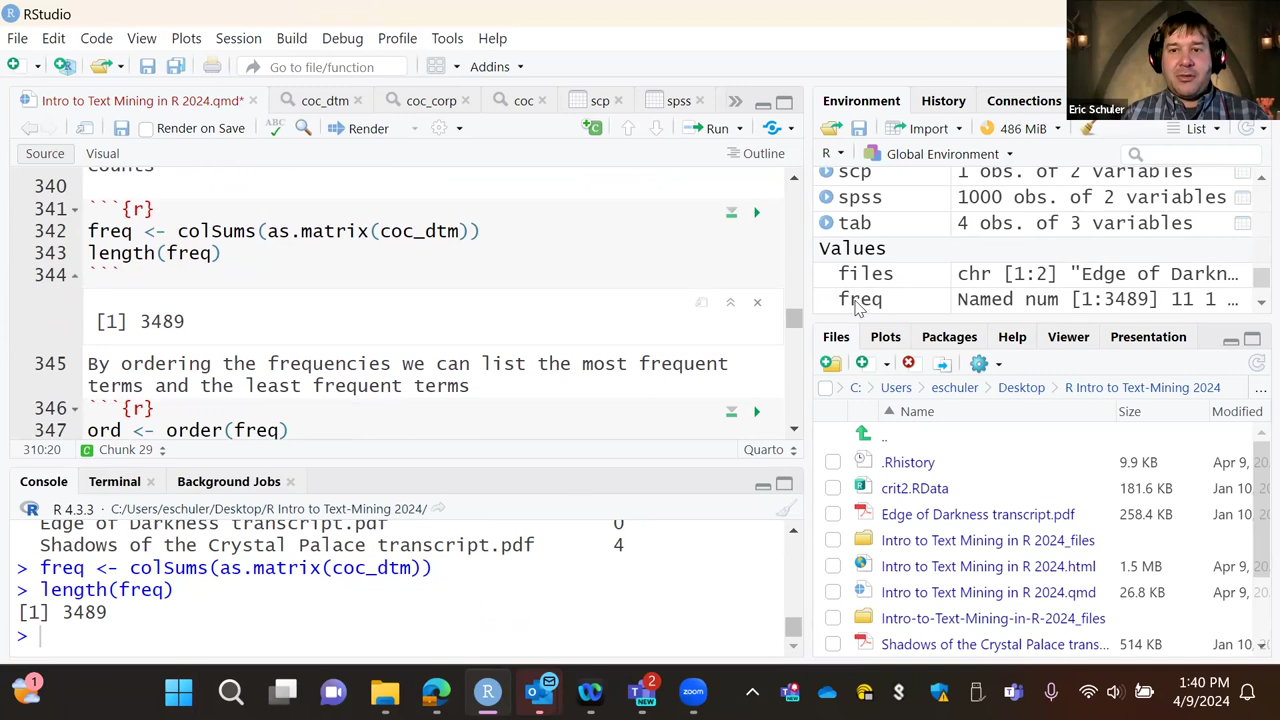 RStudio
File Edit Code View Plots Session Build Debug Profile Tools Help
Go to file/function Addins
Intro to Text Mining in R 2024.qmd* coc_dtm coc_corp coc scp spss
Render on Save ABC Render Run
Source Visual Outline
counts
340
341 ```{r}
342 freq <- colSums(as.matrix(coc_dtm))
343 length(freq)
344 ```
[1] 3489
345 By ordering the frequencies we can list the most frequent
terms and the least frequent terms
346 ```{r}
347 ord <- order(freq)
310:20 Chunk 29 Quarto
Console Terminal Background Jobs
R 4.3.3 · C:/Users/eschuler/Desktop/R Intro to Text-Mining 2024/
Edge of Darkness transcript.pdf 0
Shadows of the Crystal Palace transcript.pdf 4
> freq <- colSums(as.matrix(coc_dtm))
> length(freq)
[1] 3489
>
Eric Schuler
Environment History Connections
Import 486 MiB List
R Global Environment
scp 1 obs. of 2 variables
spss 1000 obs. of 2 variables
tab 4 obs. of 3 variables
Values
files chr [1:2] "Edge of Darkn…
freq Named num [1:3489] 11 1 …
Files Plots Packages Help Viewer Presentation
C: Users eschuler Desktop R Intro to Text-Mining 2024 ...
Name Size Modified
..
.Rhistory 9.9 KB Apr 9, 20
crit2.RData 181.6 KB Jan 10,
Edge of Darkness transcript.pdf 258.4 KB Jan 10,
Intro to Text Mining in R 2024_files
Intro to Text Mining in R 2024.html 1.5 MB Apr 9, 20
Intro to Text Mining in R 2024.qmd 26.8 KB Apr 9, 20
Intro-to-Text-Mining-in-R-2024_files
Shadows of the Crystal Palace trans... 514 KB Jan 10,
1 NEW 2 zoom NEW
1:40 PM
4/9/2024